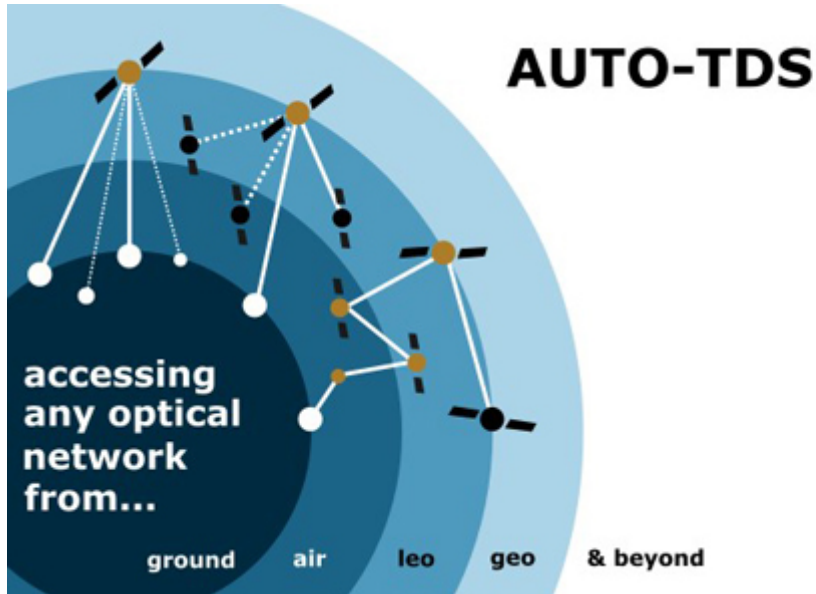 AUTO-TDS
accessing
any optical
network
from...
ground air leo geo & beyond